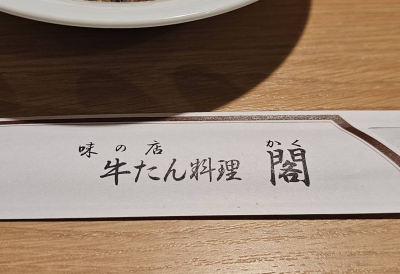 味の店
牛たん料理 閣
かく